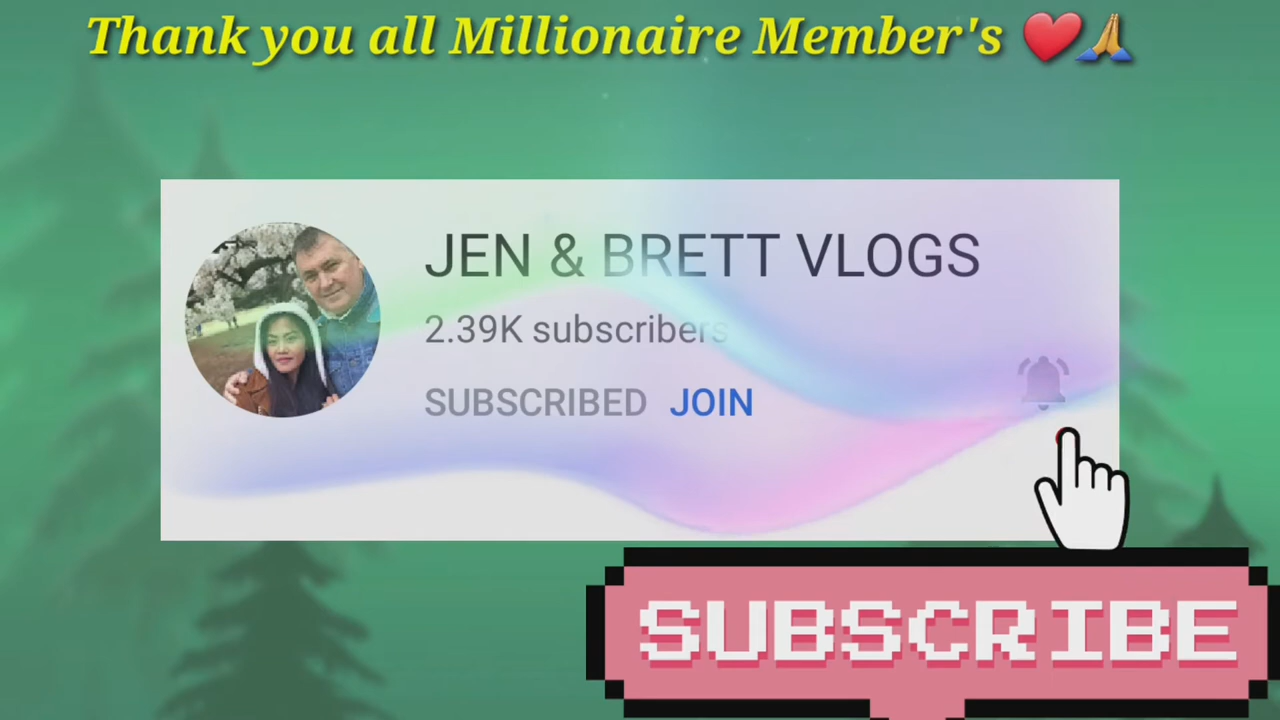 Thank you all Millionaire Member's ❤️🙏
JEN & BRETT VLOGS
2.39K subscribers
SUBSCRIBED JOIN
SUBSCRIBE